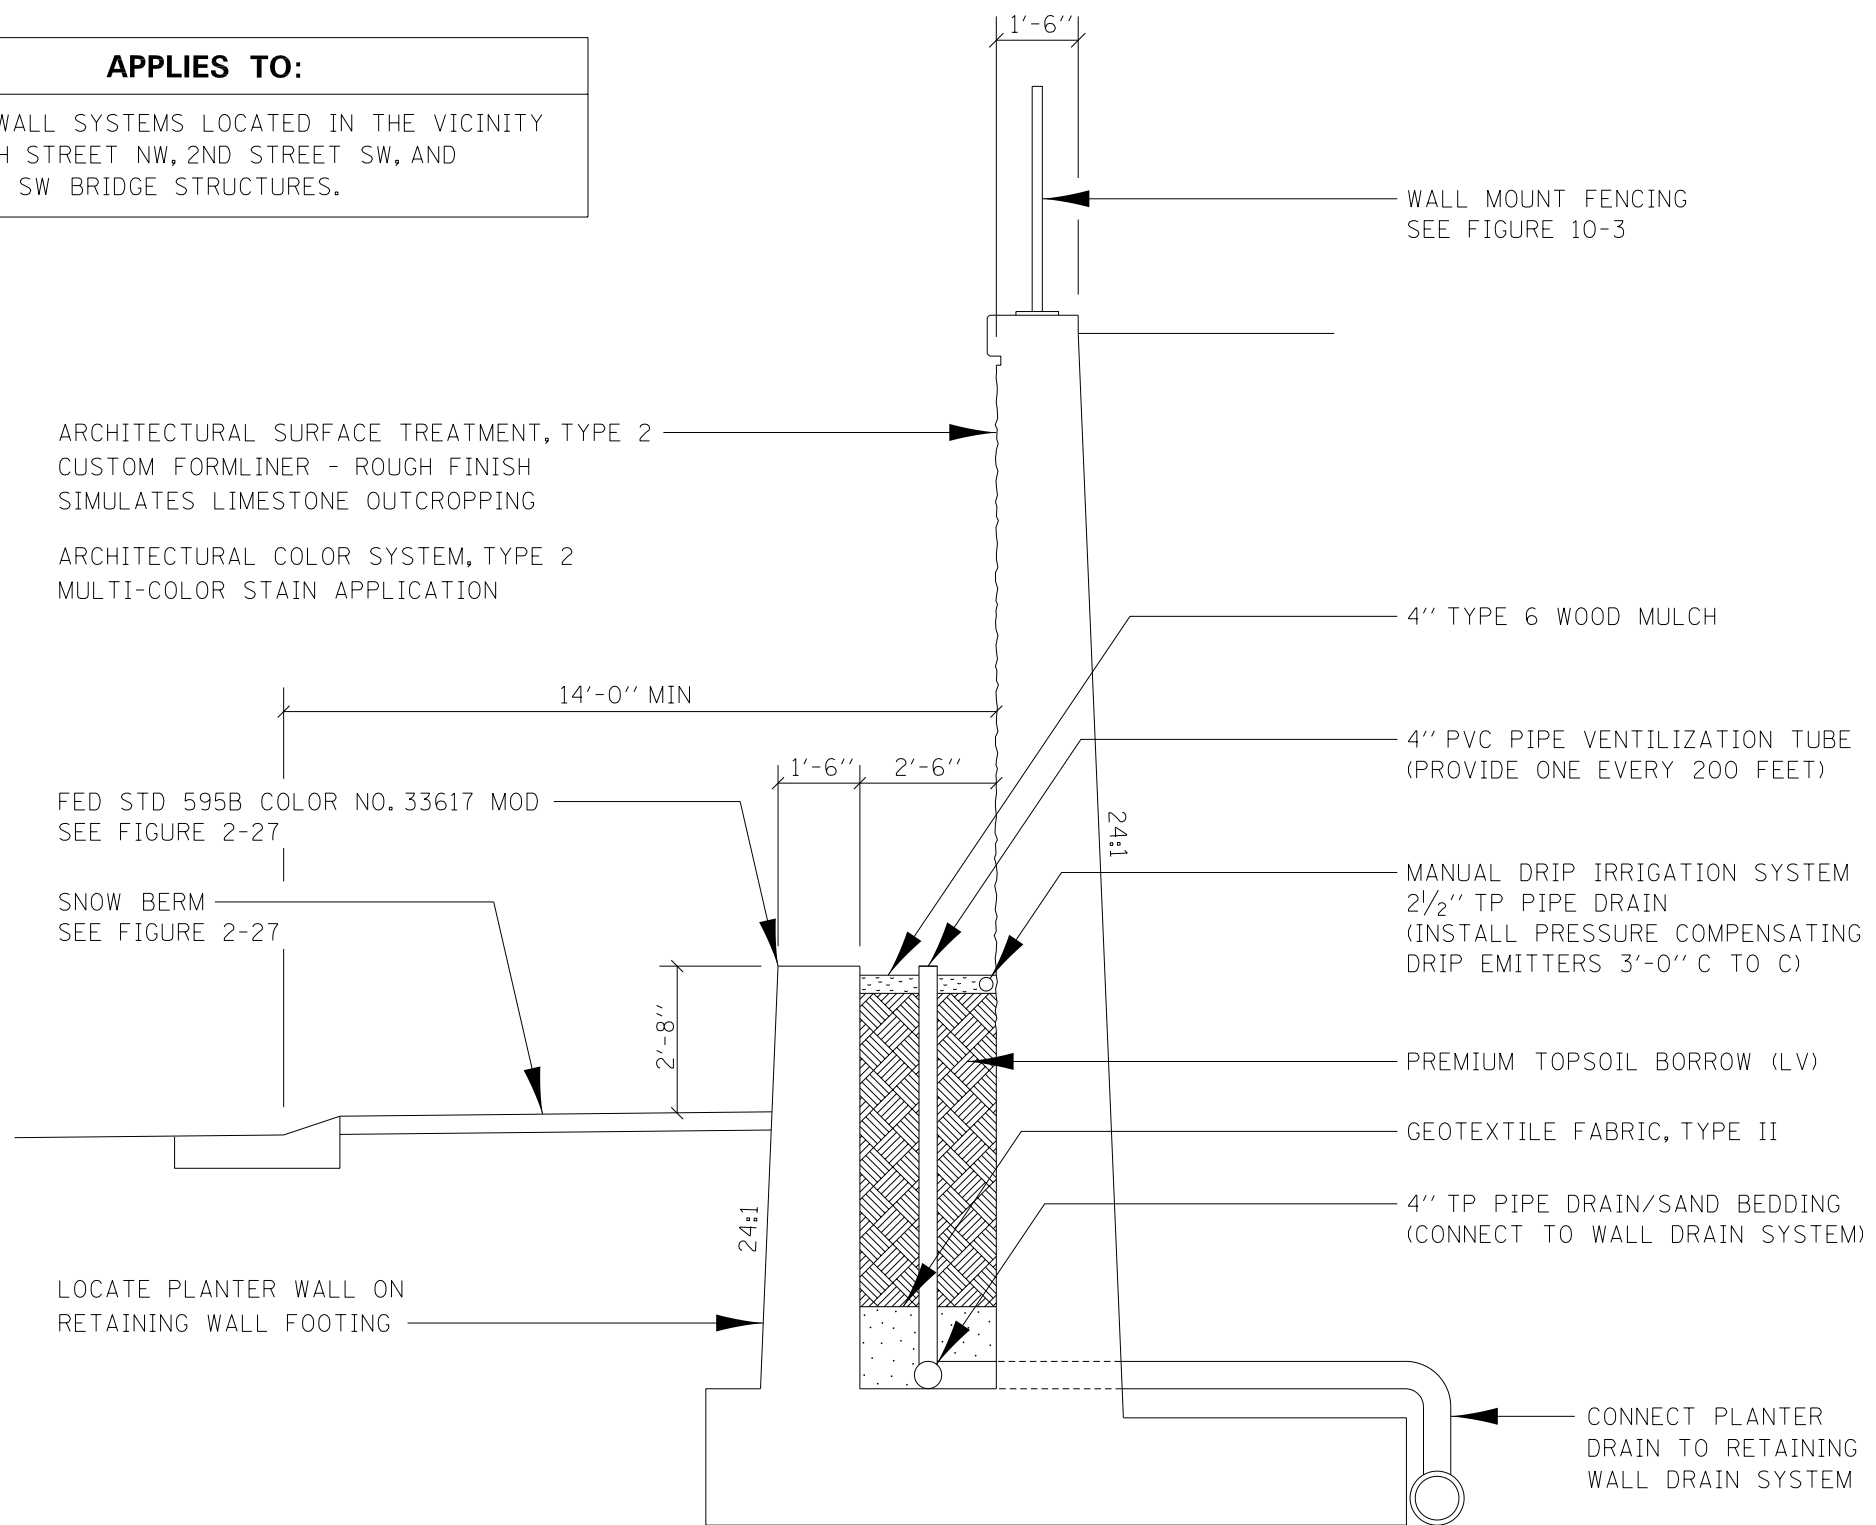 APPLIES TO:
WALL SYSTEMS LOCATED IN THE VICINITY
STREET NW, 2ND STREET SW, AND
SW BRIDGE STRUCTURES.
1'-6''
WALL MOUNT FENCING
SEE FIGURE 10-3
ARCHITECTURAL SURFACE TREATMENT, TYPE 2
CUSTOM FORMLINER - ROUGH FINISH
SIMULATES LIMESTONE OUTCROPPING
ARCHITECTURAL COLOR SYSTEM, TYPE 2
MULTI-COLOR STAIN APPLICATION
4'' TYPE 6 WOOD MULCH
14'-0'' MIN
4'' PVC PIPE VENTILIZATION TUBE
(PROVIDE ONE EVERY 200 FEET)
1'-6''
2'-6''
FED STD 595B COLOR NO. 33617 MOD
SEE FIGURE 2-27
24:1
MANUAL DRIP IRRIGATION SYSTEM
2 1/2'' TP PIPE DRAIN
(INSTALL PRESSURE COMPENSATING
DRIP EMITTERS 3'-0'' C TO C)
SNOW BERM
SEE FIGURE 2-27
2'-8''
PREMIUM TOPSOIL BORROW (LV)
GEOTEXTILE FABRIC, TYPE II
4'' TP PIPE DRAIN/SAND BEDDING
(CONNECT TO WALL DRAIN SYSTEM)
24:1
LOCATE PLANTER WALL ON
RETAINING WALL FOOTING
CONNECT PLANTER
DRAIN TO RETAINING
WALL DRAIN SYSTEM